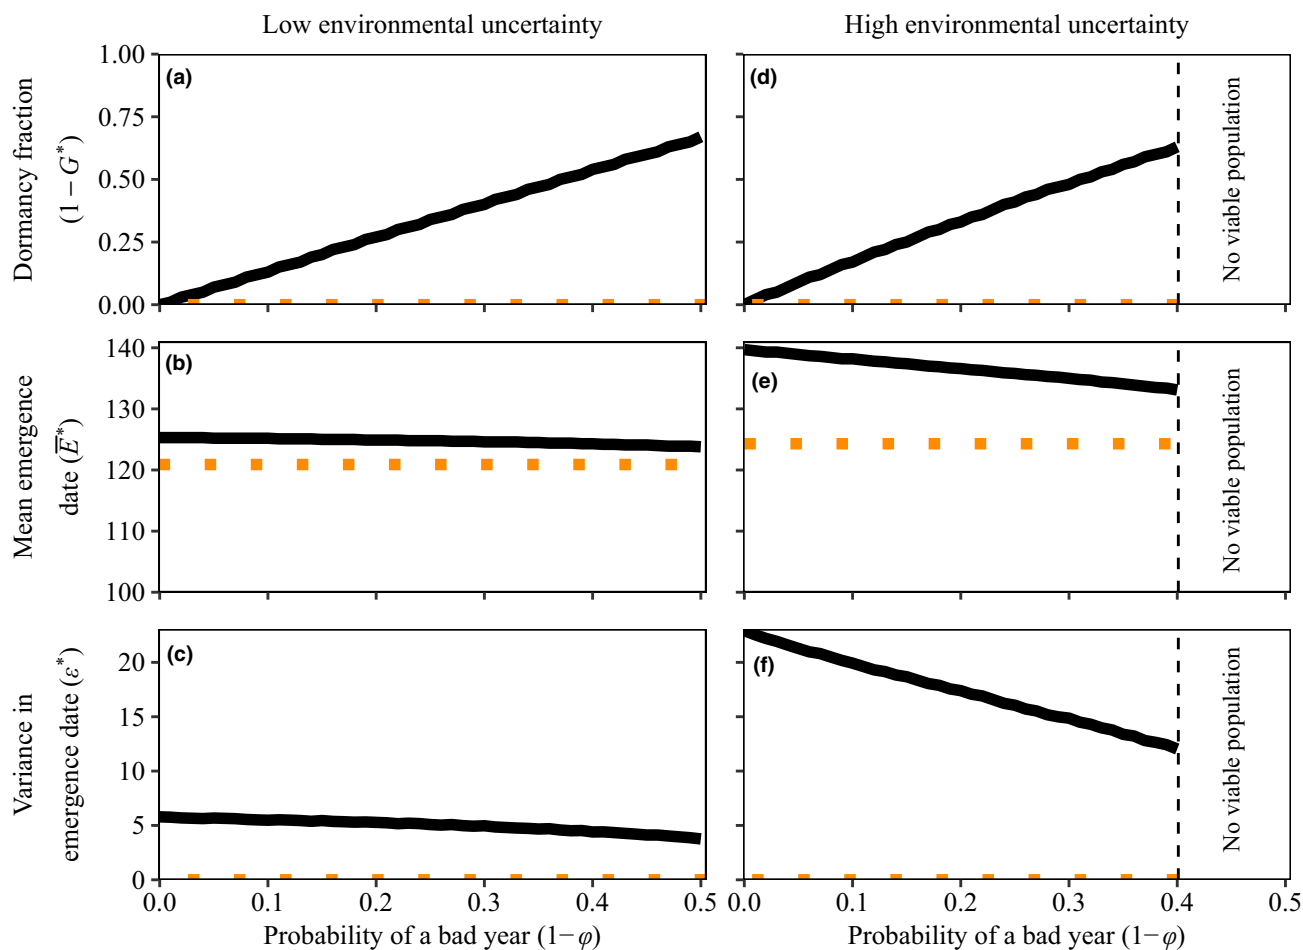 Low environmental uncertainty
High environmental uncertainty
Dormancy fraction
(1 − G*)
1.00
0.75
0.50
0.25
0.00
(a)
(d)
No viable population
Mean emergence
date (E̅*)
140
130
120
110
100
(b)
(e)
No viable population
Variance in
emergence date (ε*)
20
15
10
5
0
(c)
(f)
No viable population
0.0 0.1 0.2 0.3 0.4 0.5
0.0 0.1 0.2 0.3 0.4 0.5
Probability of a bad year (1−φ)
Probability of a bad year (1−φ)